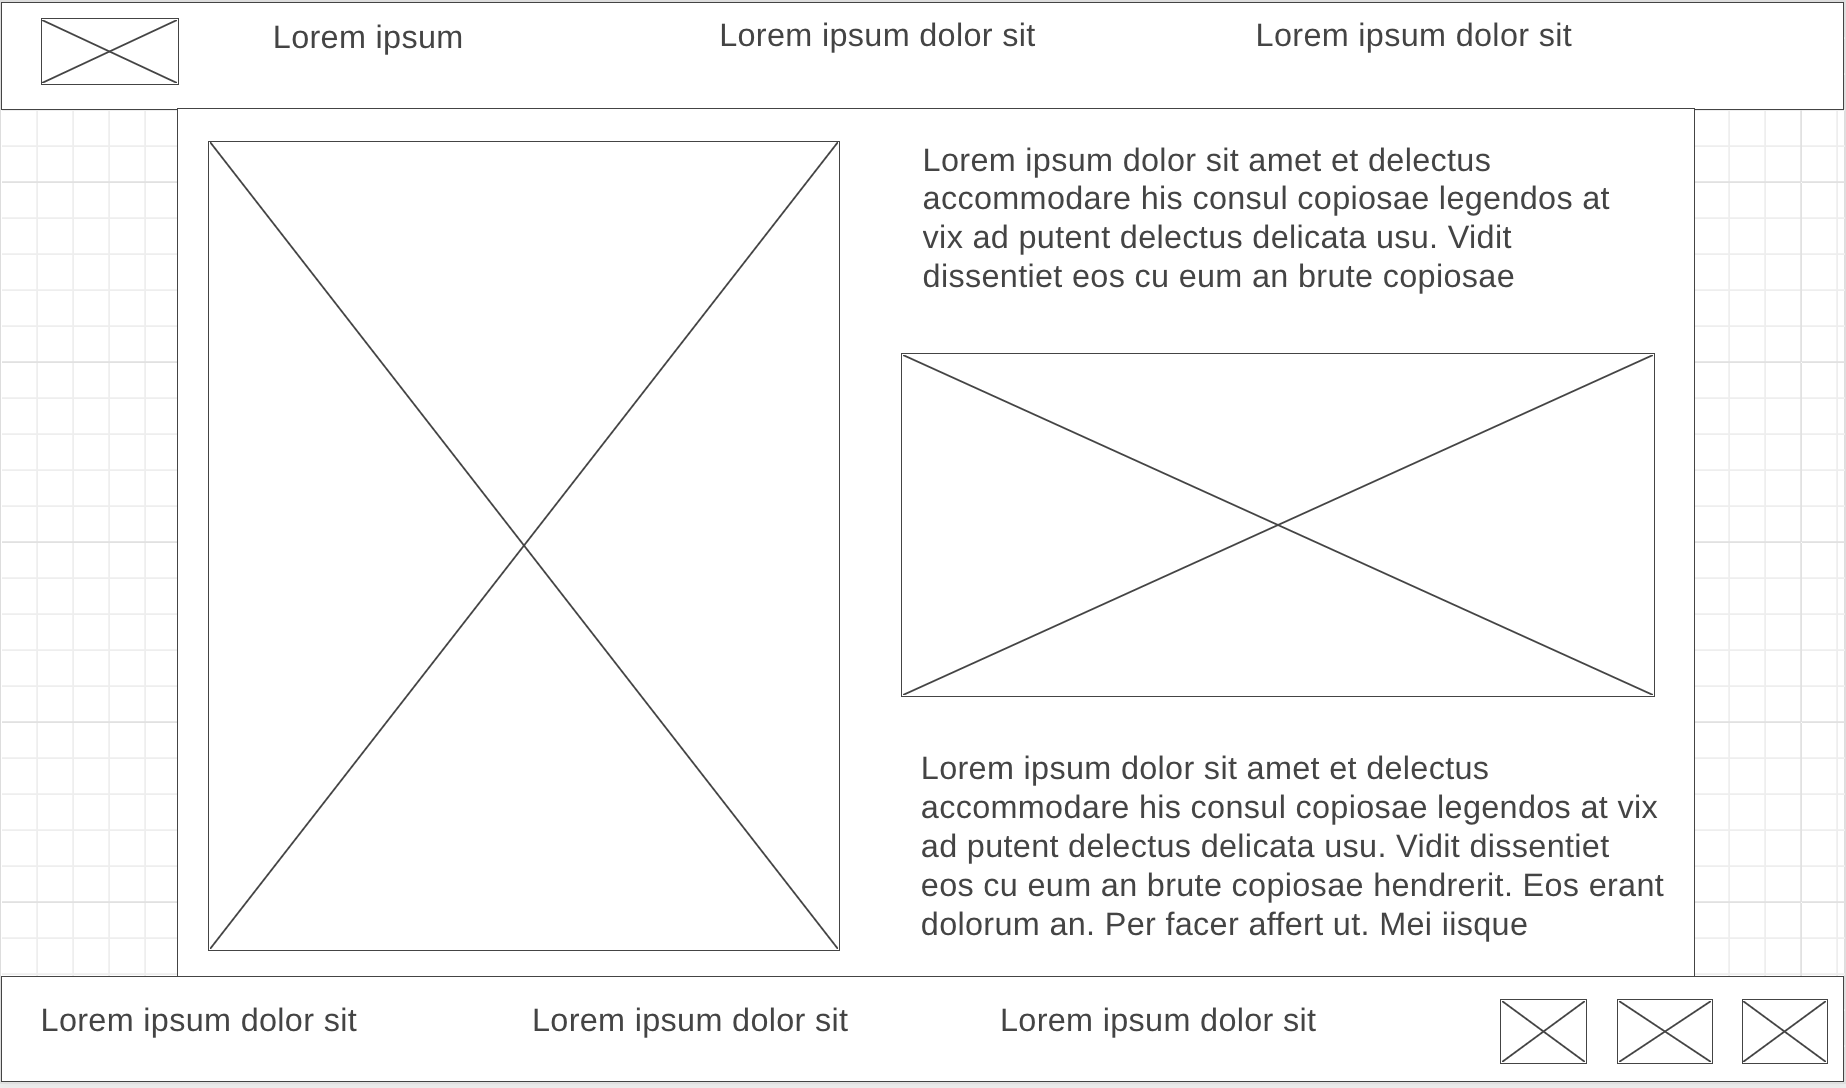 Lorem ipsum
Lorem ipsum dolor sit
Lorem ipsum dolor sit
Lorem ipsum dolor sit amet et delectus
accommodare his consul copiosae legendos at
vix ad putent delectus delicata usu. Vidit
dissentiet eos cu eum an brute copiosae
Lorem ipsum dolor sit amet et delectus
accommodare his consul copiosae legendos at vix
ad putent delectus delicata usu. Vidit dissentiet
eos cu eum an brute copiosae hendrerit. Eos erant
dolorum an. Per facer affert ut. Mei iisque
Lorem ipsum dolor sit
Lorem ipsum dolor sit
Lorem ipsum dolor sit